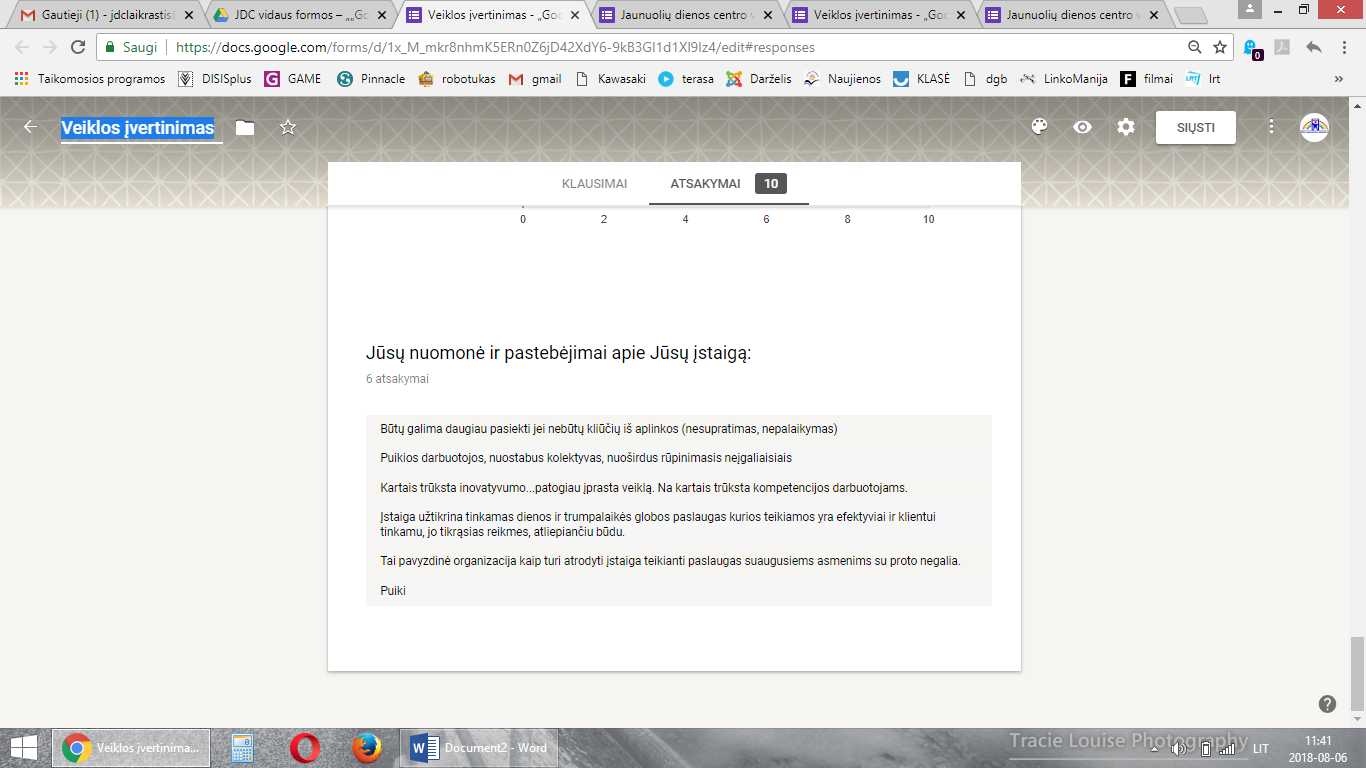 Gautieji (1) - jdclaikrastis
JDC vidaus formos – „Go
Veiklos įvertinimas - „Goo
Jaunuolių dienos centro v
Veiklos įvertinimas - „Goo
Jaunuolių dienos centro v
Saugi | https://docs.google.com/forms/d/1x_M_mkr8nhmK5ERn0Z6jD42XdY6-9kB3Gl1d1Xl9Iz4/edit#responses
0
Taikomosios programos DISISplus GAME Pinnacle robotukas gmail Kawasaki terasa Darželis Naujienos KLASĖ dgb LinkoManija filmai lrt »
Veiklos įvertinimas
SIŲSTI
KLAUSIMAI ATSAKYMAI 10
0 2 4 6 8 10
Jūsų nuomonė ir pastebėjimai apie Jūsų įstaigą:
6 atsakymai
Būtų galima daugiau pasiekti jei nebūtų kliūčių iš aplinkos (nesupratimas, nepalaikymas)
Puikios darbuotojos, nuostabus kolektyvas, nuoširdus rūpinimasis neįgaliaisiais
Kartais trūksta inovatyvumo...patogiau įprasta veiklą. Na kartais trūksta kompetencijos darbuotojams.
Įstaiga užtikrina tinkamas dienos ir trumpalaikės globos paslaugas kurios teikiamos yra efektyviai ir klientui
tinkamu, jo tikrąsias reikmes, atliepiančiu būdu.
Tai pavyzdinė organizacija kaip turi atrodyti įstaiga teikianti paslaugas suaugusiems asmenims su proto negalia.
Puiki
Veiklos įvertinima...
Document2 - Word
Tracie Louise Photography
LIT
11:41
2018-08-06